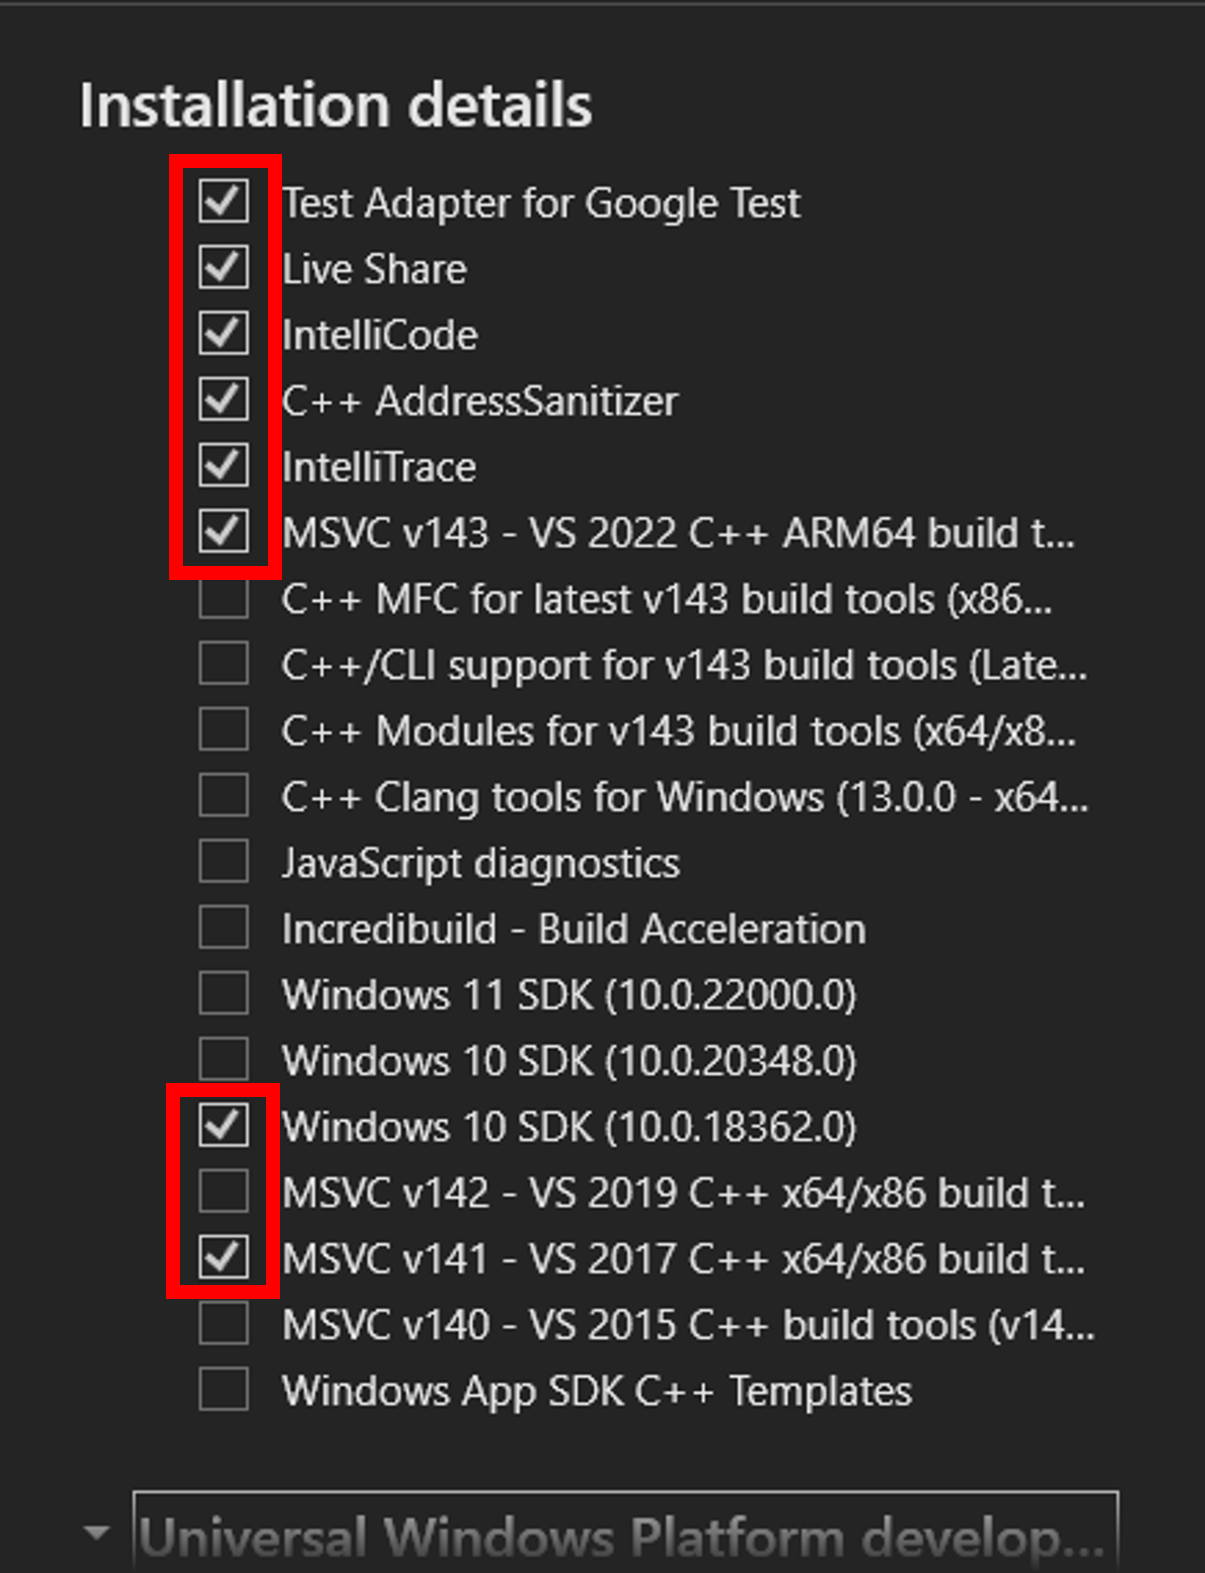 Installation details
Test Adapter for Google Test
Live Share
IntelliCode
C++ AddressSanitizer
IntelliTrace
MSVC v143 - VS 2022 C++ ARM64 build t...
C++ MFC for latest v143 build tools (x86...
C++/CLI support for v143 build tools (Late...
C++ Modules for v143 build tools (x64/x8...
C++ Clang tools for Windows (13.0.0 - x64...
JavaScript diagnostics
Incredibuild - Build Acceleration
Windows 11 SDK (10.0.22000.0)
Windows 10 SDK (10.0.20348.0)
Windows 10 SDK (10.0.18362.0)
MSVC v142 - VS 2019 C++ x64/x86 build t...
MSVC v141 - VS 2017 C++ x64/x86 build t...
MSVC v140 - VS 2015 C++ build tools (v14...
Windows App SDK C++ Templates
Universal Windows Platform develop...